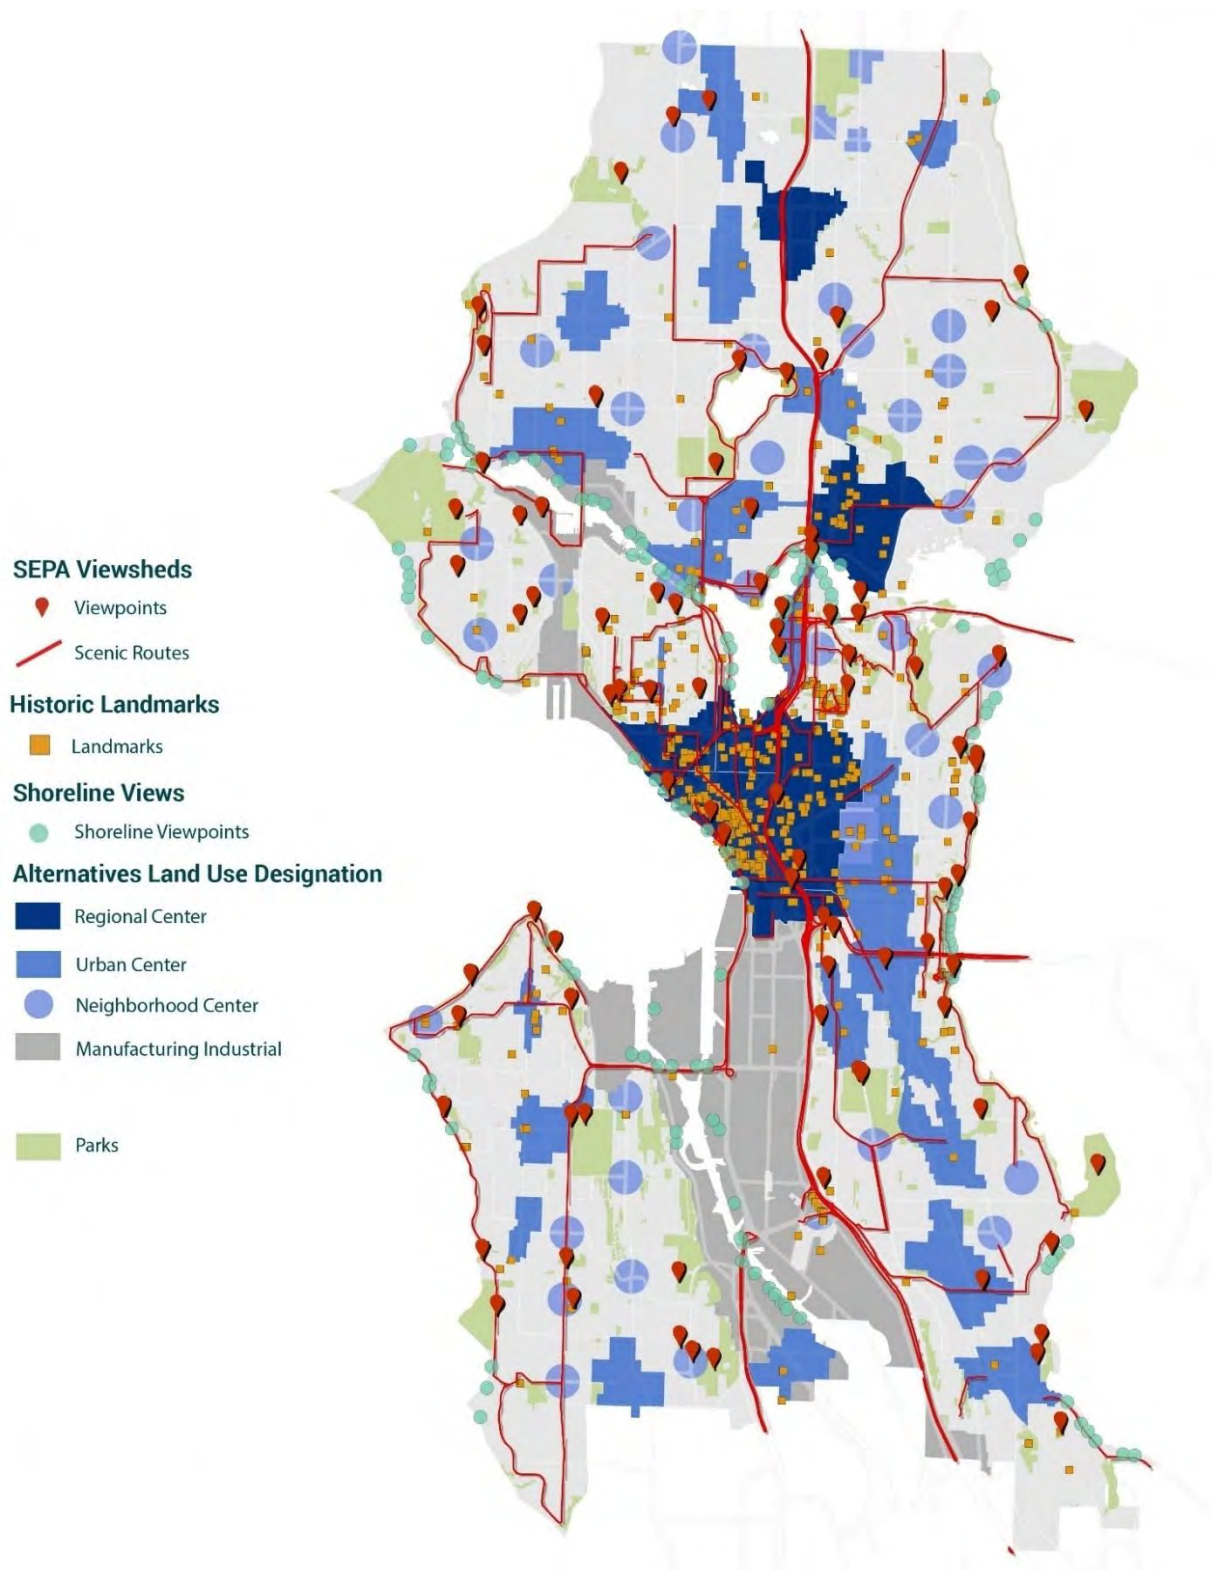 SEPA Viewsheds
Viewpoints
Scenic Routes
Historic Landmarks
Landmarks
Shoreline Views
Shoreline Viewpoints
Alternatives Land Use Designation
Regional Center
Urban Center
Neighborhood Center
Manufacturing Industrial
Parks